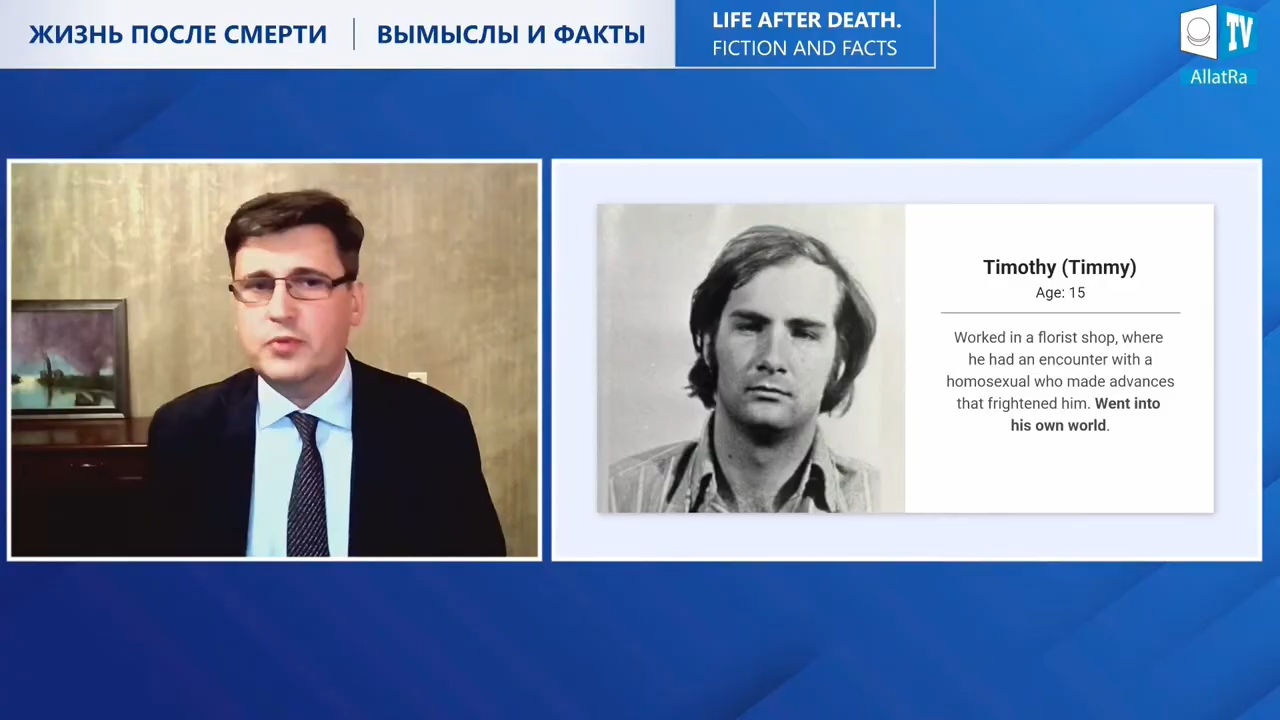 ЖИЗНЬ ПОСЛЕ СМЕРТИ
ВЫМЫСЛЫ И ФАКТЫ
LIFE AFTER DEATH.
FICTION AND FACTS
TV
AllatRa
Timothy (Timmy)
Age: 15
Worked in a florist shop, where
he had an encounter with a
homosexual who made advances
that frightened him. Went into
his own world.